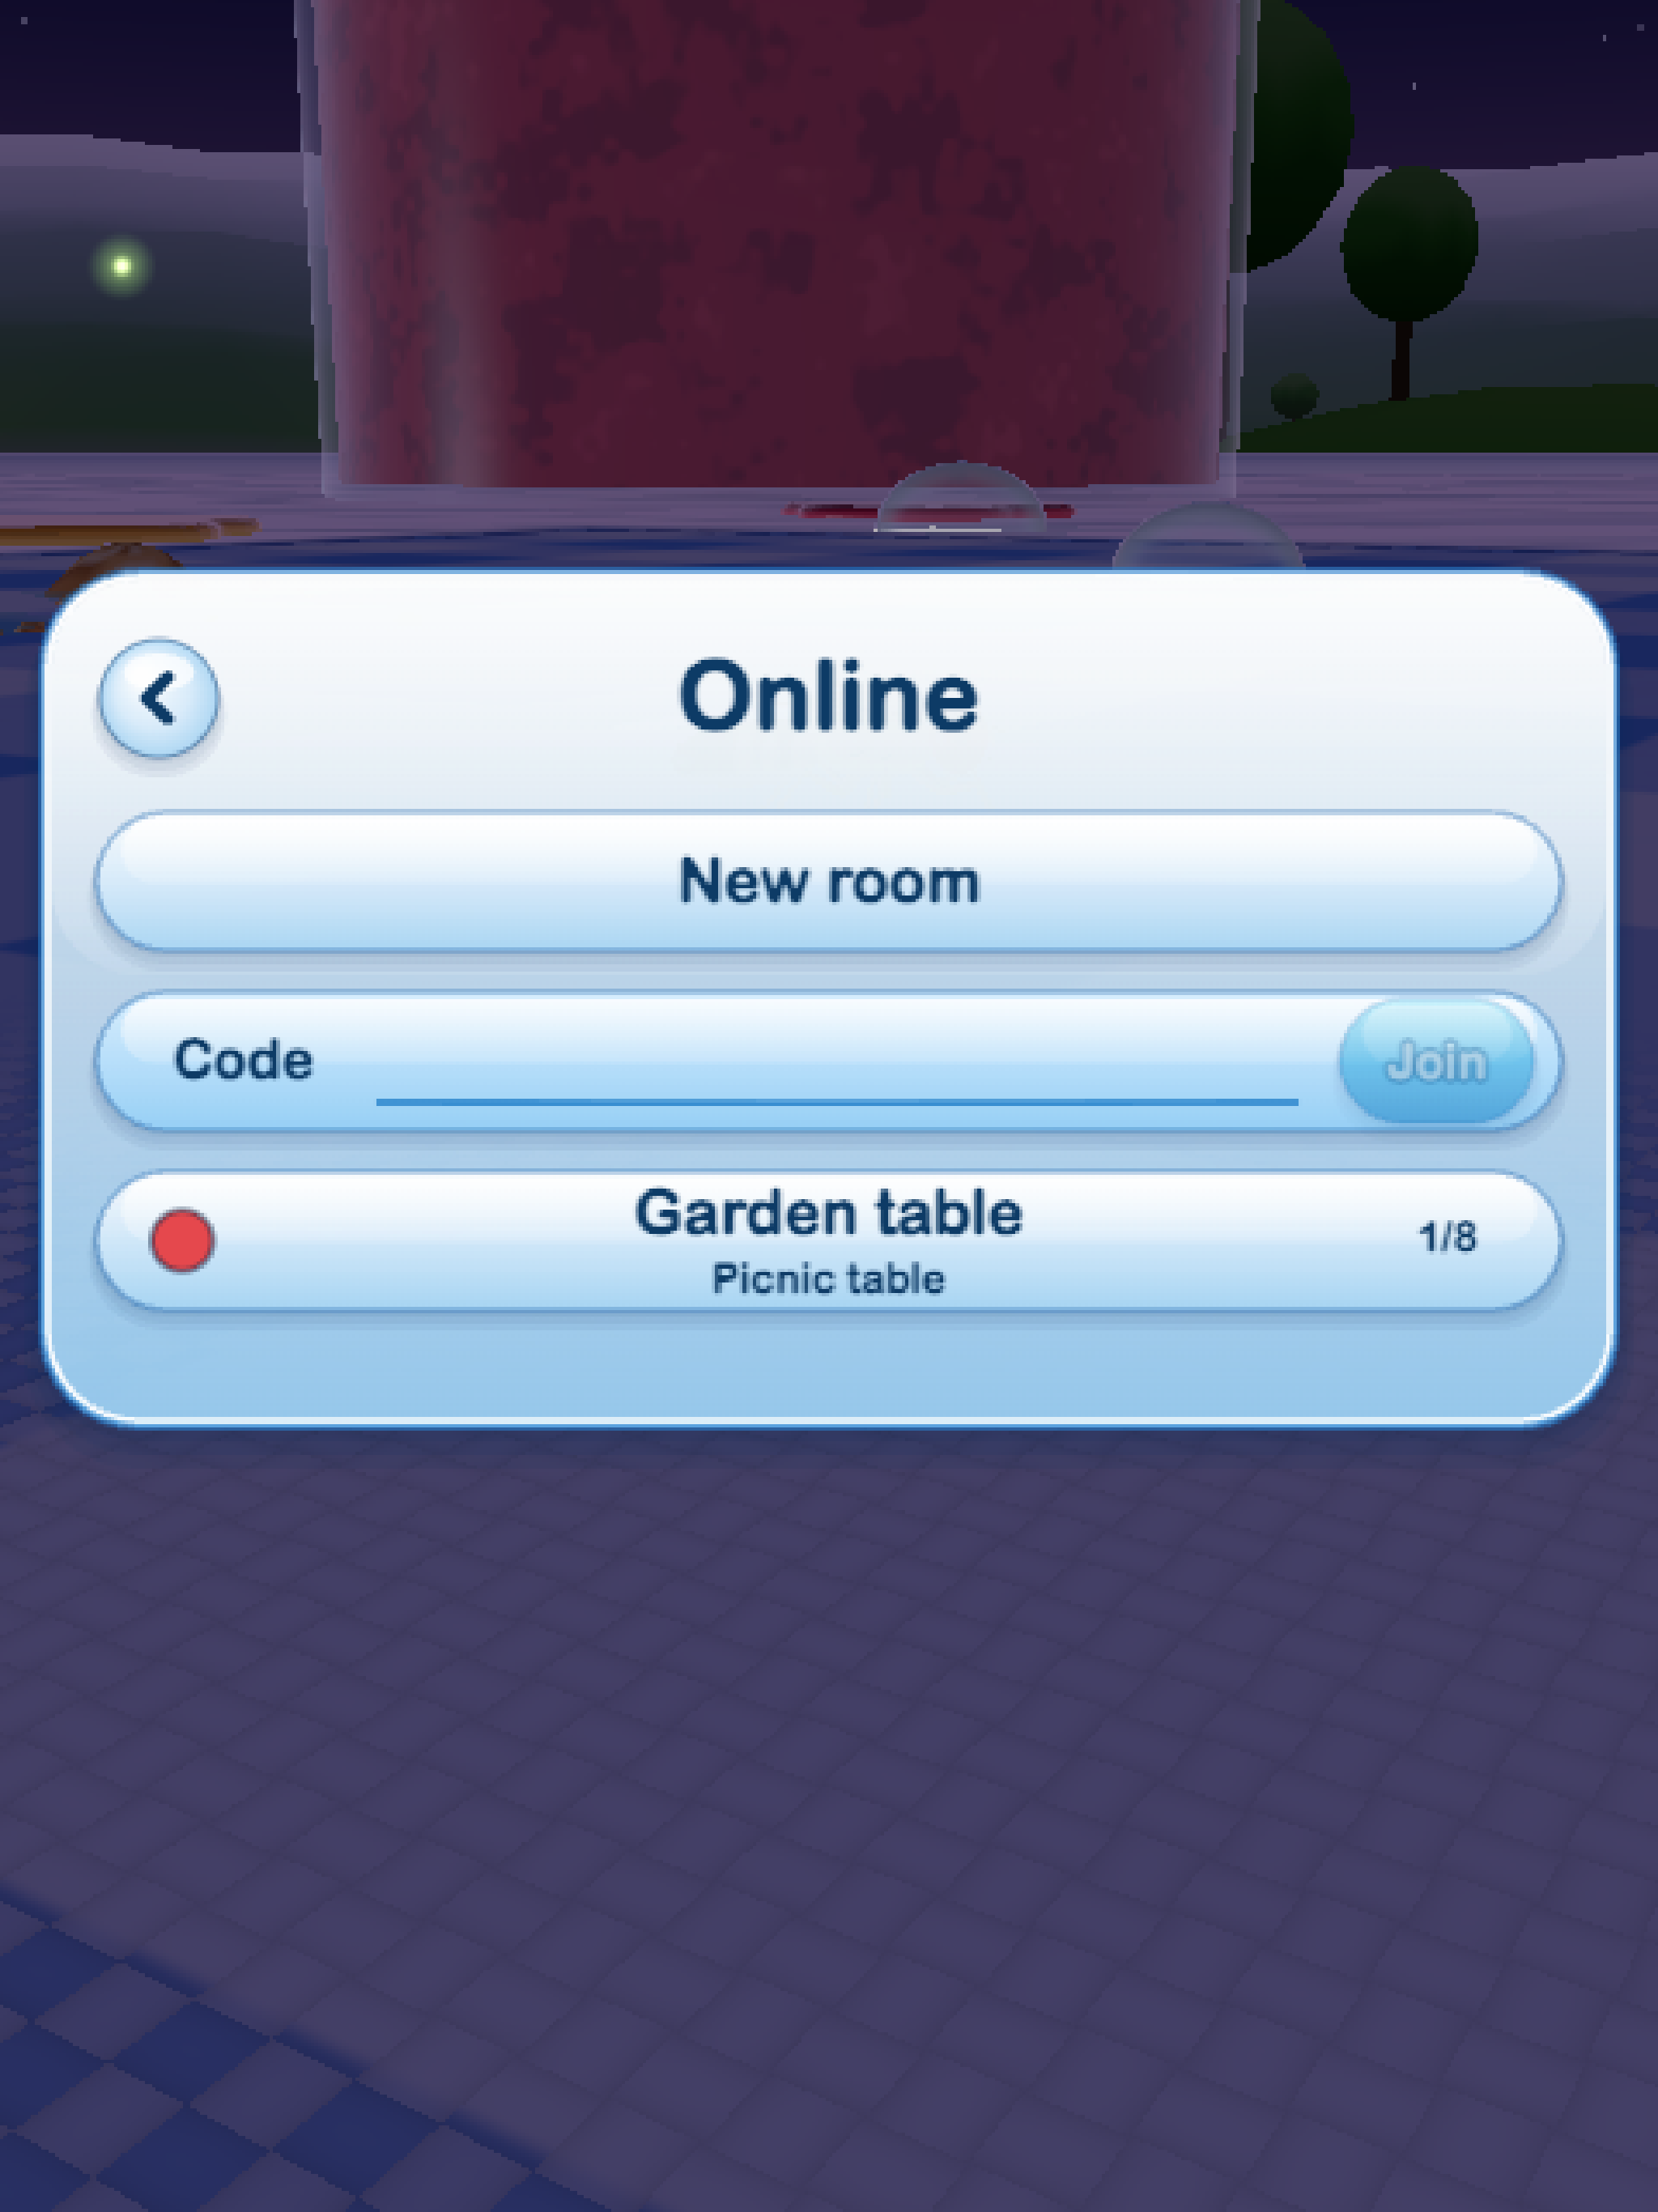 Online
New room
Code
Join
Garden table
1/8
Picnic table